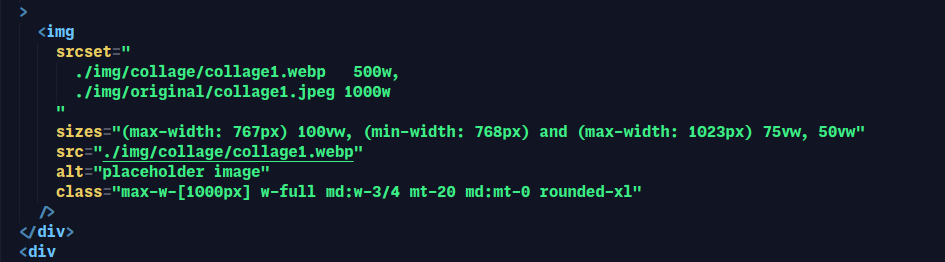 >
<img
srcset="
./img/collage/collage1.webp   500w,
./img/original/collage1.jpeg 1000w
"
sizes="(max-width: 767px) 100vw, (min-width: 768px) and (max-width: 1023px) 75vw, 50vw"
src="./img/collage/collage1.webp"
alt="placeholder image"
class="max-w-[1000px] w-full md:w-3/4 mt-20 md:mt-0 rounded-xl"
/>
</div>
<div